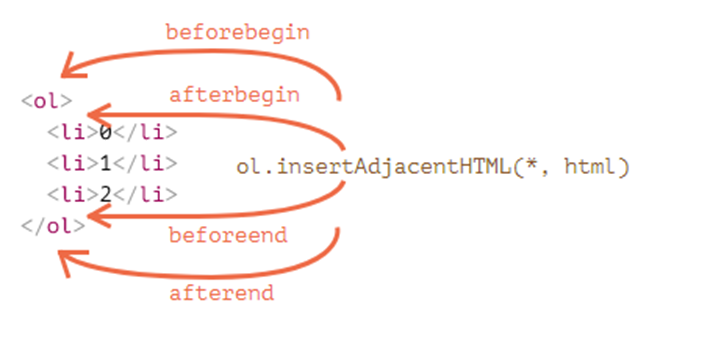 beforebegin
<ol>
afterbegin
<li>0</li>
<li>1</li>
ol.insertAdjacentHTML(*, html)
<li>2</li>
</ol>
beforeend
afterend